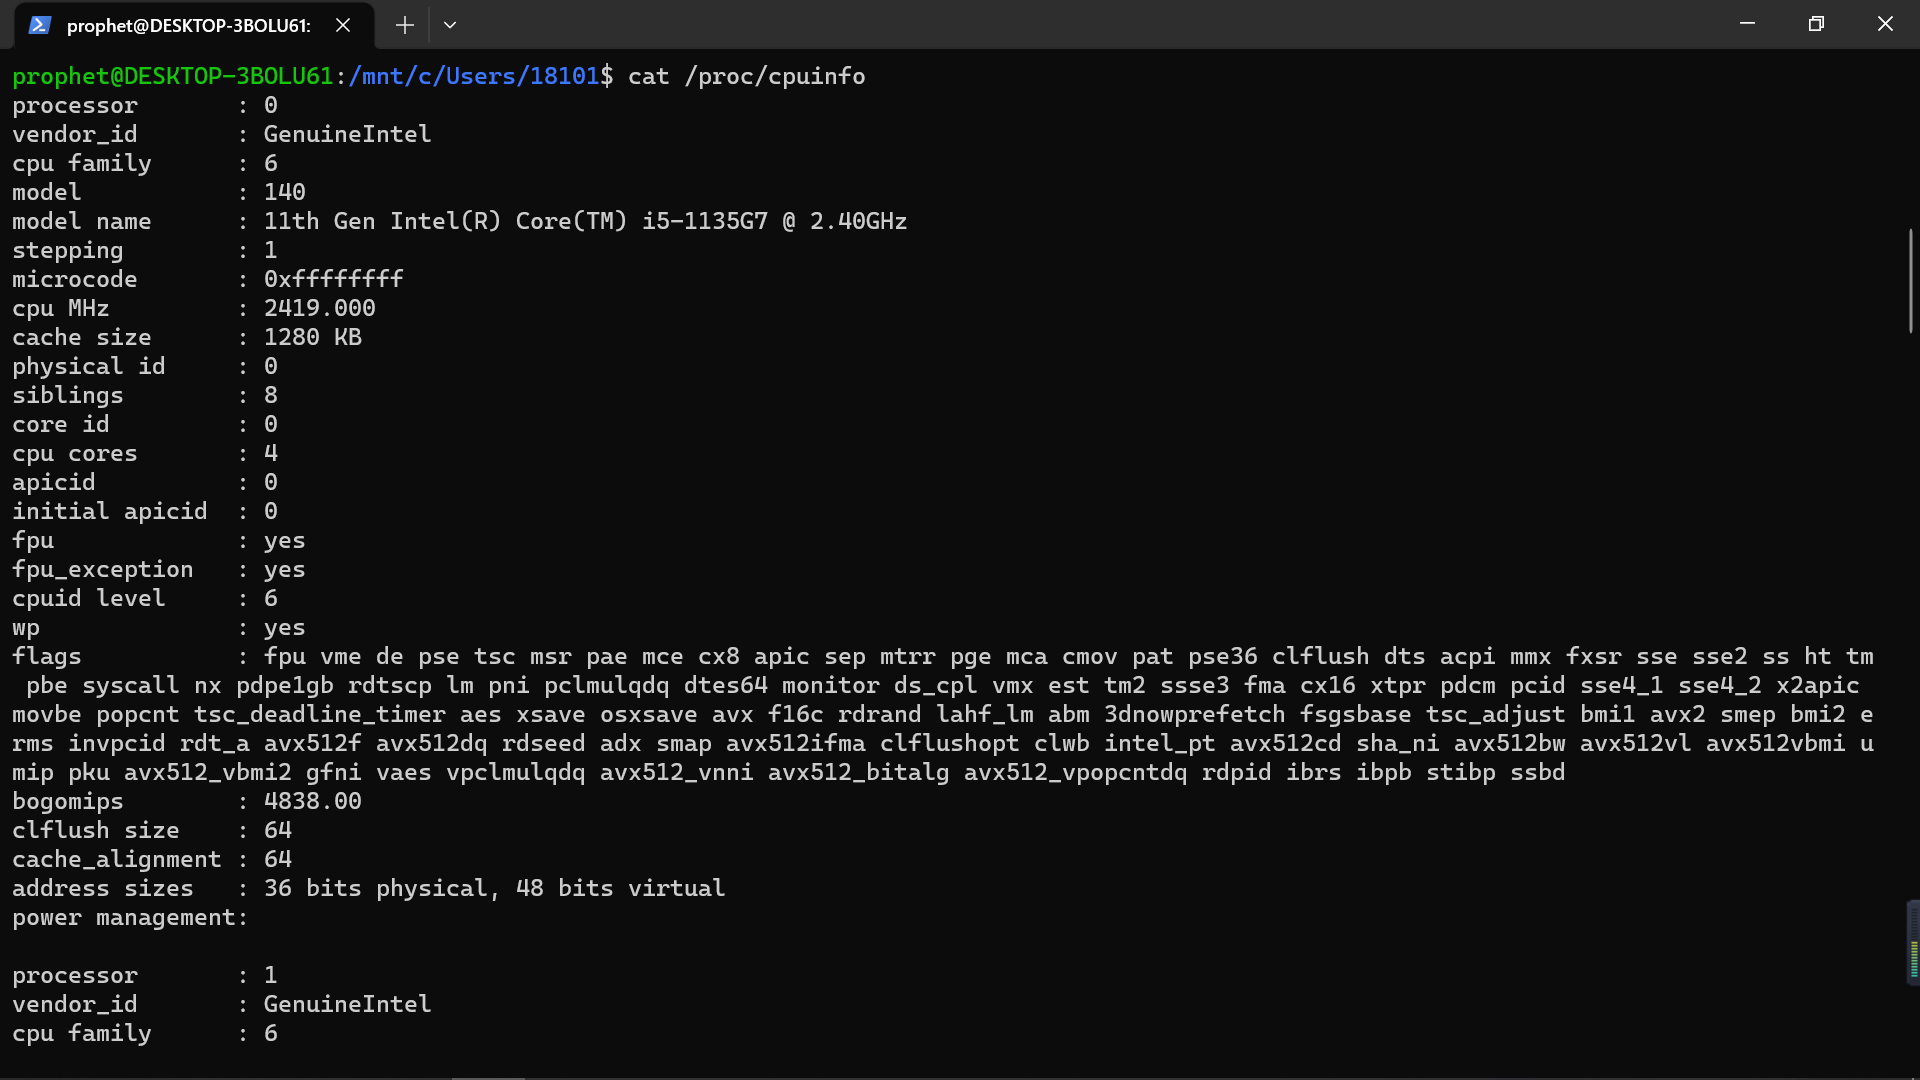 prophet@DESKTOP-3BOLU61:
prophet@DESKTOP-3BOLU61:/mnt/c/Users/18101$ cat /proc/cpuinfo
processor : 0
vendor_id : GenuineIntel
cpu family : 6
model : 140
model name : 11th Gen Intel(R) Core(TM) i5-1135G7 @ 2.40GHz
stepping : 1
microcode : 0xffffffff
cpu MHz : 2419.000
cache size : 1280 KB
physical id : 0
siblings : 8
core id : 0
cpu cores : 4
apicid : 0
initial apicid : 0
fpu : yes
fpu_exception : yes
cpuid level : 6
wp : yes
flags : fpu vme de pse tsc msr pae mce cx8 apic sep mtrr pge mca cmov pat pse36 clflush dts acpi mmx fxsr sse sse2 ss ht tm
pbe syscall nx pdpe1gb rdtscp lm pni pclmulqdq dtes64 monitor ds_cpl vmx est tm2 ssse3 fma cx16 xtpr pdcm pcid sse4_1 sse4_2 x2apic
movbe popcnt tsc_deadline_timer aes xsave osxsave avx f16c rdrand lahf_lm abm 3dnowprefetch fsgsbase tsc_adjust bmi1 avx2 smep bmi2 e
rms invpcid rdt_a avx512f avx512dq rdseed adx smap avx512ifma clflushopt clwb intel_pt avx512cd sha_ni avx512bw avx512vl avx512vbmi u
mip pku avx512_vbmi2 gfni vaes vpclmulqdq avx512_vnni avx512_bitalg avx512_vpopcntdq rdpid ibrs ibpb stibp ssbd
bogomips : 4838.00
clflush size : 64
cache_alignment : 64
address sizes : 36 bits physical, 48 bits virtual
power management:
processor : 1
vendor_id : GenuineIntel
cpu family : 6